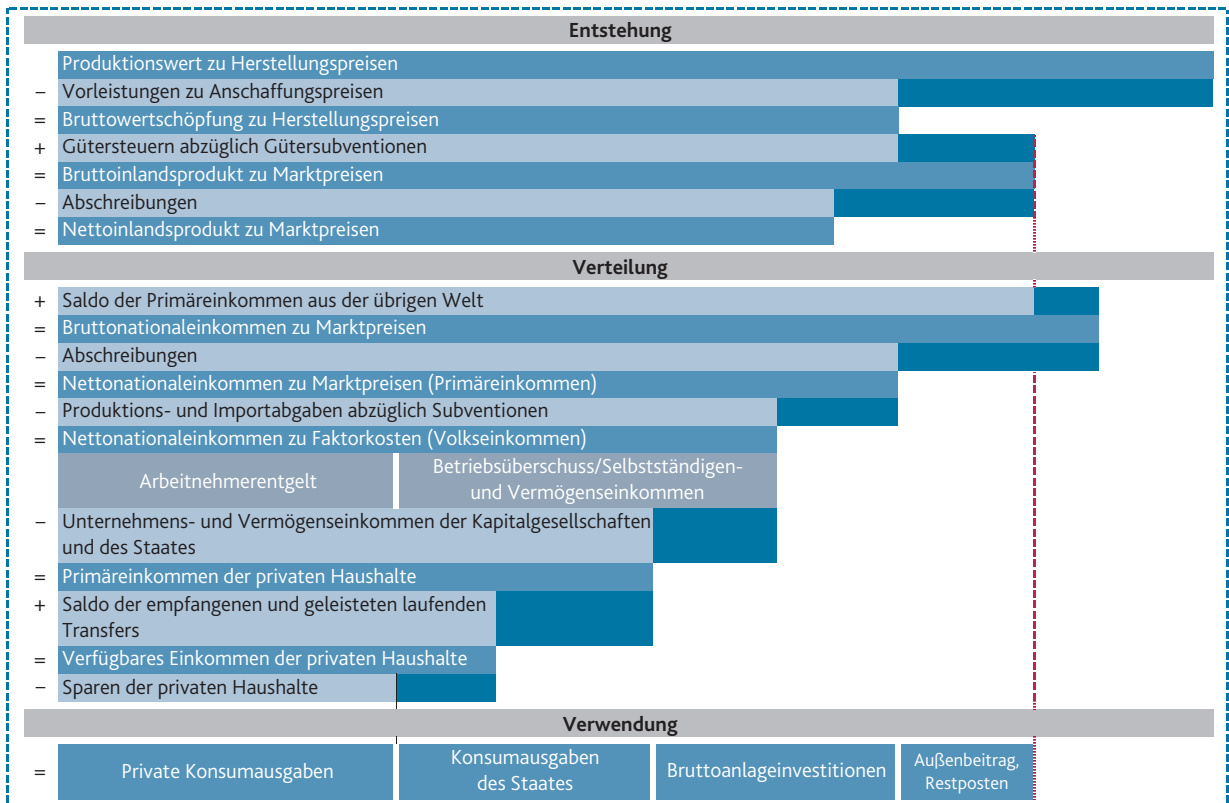 Entstehung
Produktionswert zu Herstellungspreisen
– Vorleistungen zu Anschaffungspreisen
= Bruttowertschöpfung zu Herstellungspreisen
+ Gütersteuern abzüglich Gütersubventionen
= Bruttoinlandsprodukt zu Marktpreisen
– Abschreibungen
= Nettoinlandsprodukt zu Marktpreisen
Verteilung
+ Saldo der Primäreinkommen aus der übrigen Welt
= Bruttonationaleinkommen zu Marktpreisen
– Abschreibungen
= Nettonationaleinkommen zu Marktpreisen (Primäreinkommen)
– Produktions- und Importabgaben abzüglich Subventionen
= Nettonationaleinkommen zu Faktorkosten (Volkseinkommen)
Arbeitnehmerentgelt
Betriebsüberschuss/Selbstständigen-
und Vermögenseinkommen
– Unternehmens- und Vermögenseinkommen der Kapitalgesellschaften
und des Staates
= Primäreinkommen der privaten Haushalte
+ Saldo der empfangenen und geleisteten laufenden
Transfers
= Verfügbares Einkommen der privaten Haushalte
– Sparen der privaten Haushalte
Verwendung
= Private Konsumausgaben
Konsumausgaben
des Staates
Bruttoanlageinvestitionen
Außenbeitrag,
Restposten